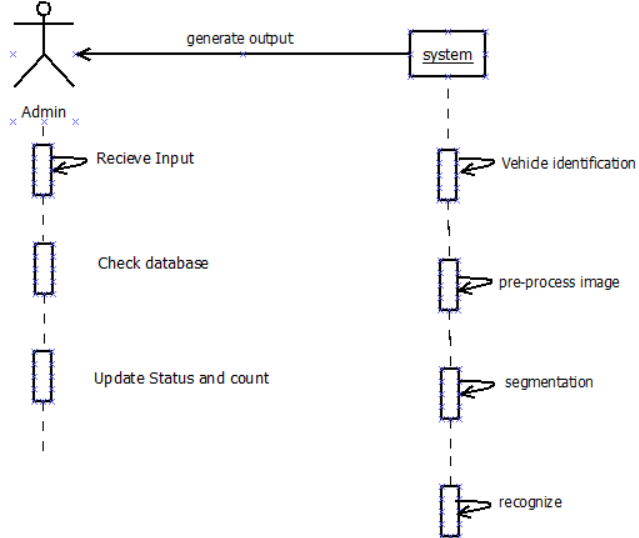 generate output
system
Admin
Recieve Input
Vehicle identification
Check database
pre-process image
Update Status and count
segmentation
recognize